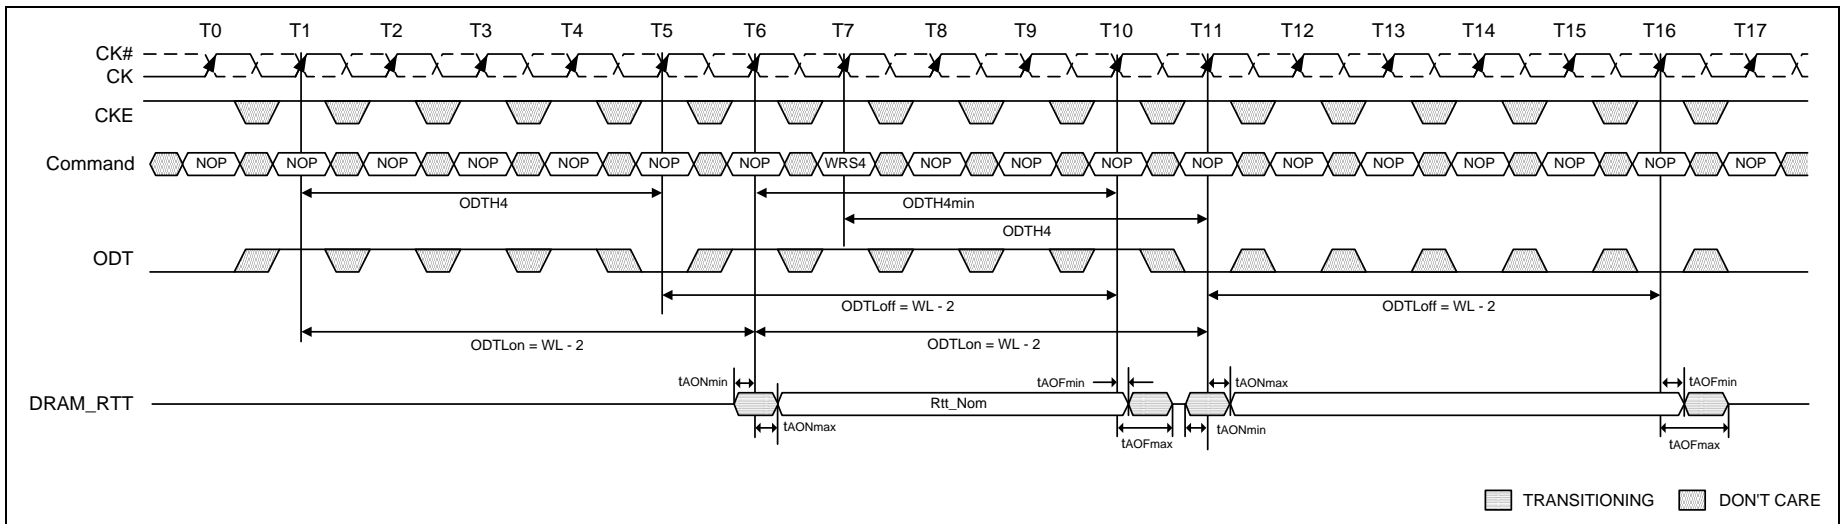 T0 T1 T2 T3 T4 T5 T6 T7 T8 T9 T10 T11 T12 T13 T14 T15 T16 T17
CK#
CK
CKE
Command NOP NOP NOP NOP NOP NOP NOP WRS4 NOP NOP NOP NOP NOP NOP NOP NOP NOP NOP
ODTH4 ODTH4min
ODTH4
ODT
ODTLoff = WL - 2 ODTLoff = WL - 2
ODTLon = WL - 2 ODTLon = WL - 2
tAONmin tAOFmin tAONmax tAOFmin
DRAM_RTT Rtt_Nom
tAONmax tAOFmax tAONmin tAOFmax
TRANSITIONING DON'T CARE